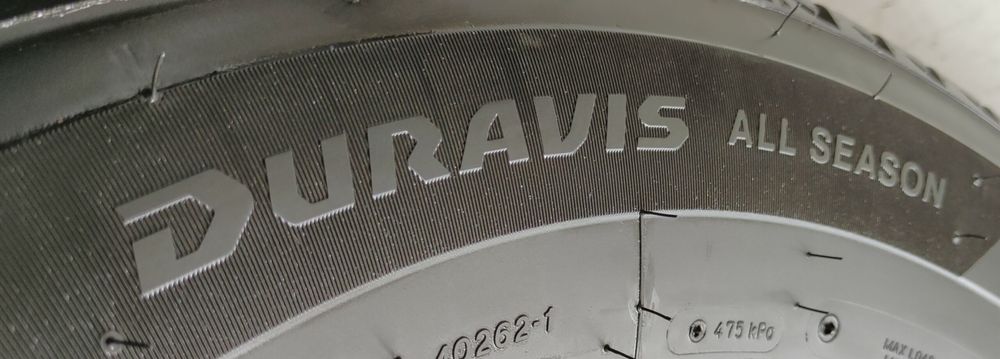 DURAVIS ALL SEASON
40262-1
475 kPa
MAX LOAD